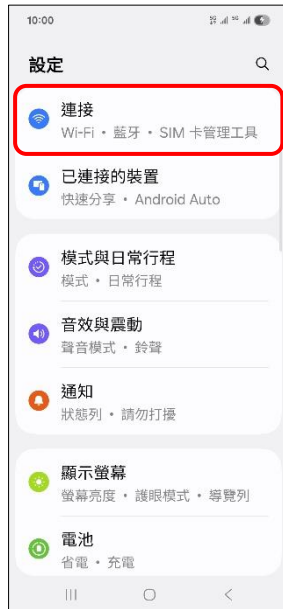 10:00
設定
連接
Wi-Fi • 藍牙 • SIM 卡管理工具
已連接的裝置
快速分享 • Android Auto
模式與日常行程
模式 • 日常行程
音效與震動
聲音模式 • 鈴聲
通知
狀態列 • 請勿打擾
顯示螢幕
螢幕亮度 • 護眼模式 • 導覽列
電池
省電 • 充電